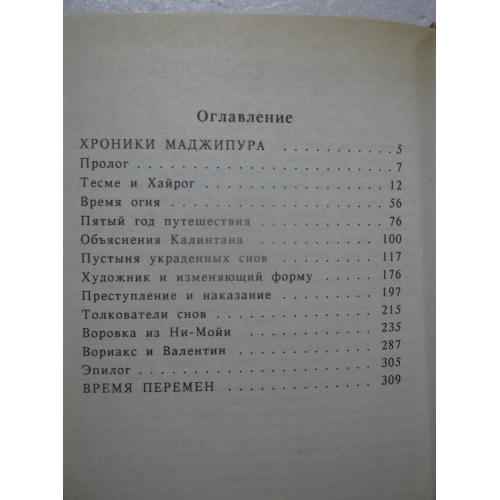 Оглавление
ХРОНИКИ МАДЖИПУРА . . . . . . . . . . . 5
Пролог . . . . . . . . . . . . . . . . . . . . . . . . 7
Тесме и Хайрог . . . . . . . . . . . . . . . . . 12
Время огня . . . . . . . . . . . . . . . . . . . . 56
Пятый год путешествия . . . . . . . . . . . 76
Объяснения Калинтана . . . . . . . . . . . 100
Пустыня украденных снов . . . . . . . . . 117
Художник и изменяющий форму . . . . . 176
Преступление и наказание . . . . . . . . . 197
Толкователи снов . . . . . . . . . . . . . . . 215
Воровка из Ни-Мойи . . . . . . . . . . . . . 235
Вориакс и Валентин . . . . . . . . . . . . . 287
Эпилог . . . . . . . . . . . . . . . . . . . . . . . 305
ВРЕМЯ ПЕРЕМЕН . . . . . . . . . . . . . . . 309